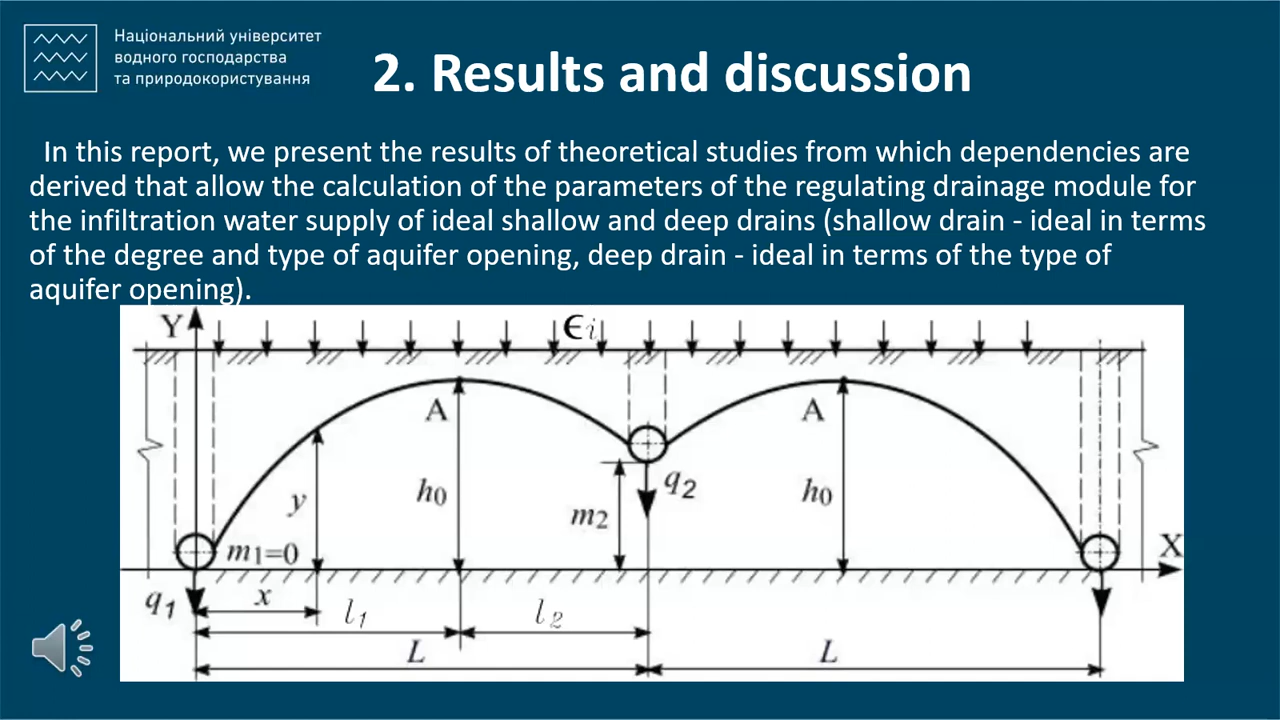 Національний університет
водного господарства
та природокористування
2. Results and discussion
In this report, we present the results of theoretical studies from which dependencies are
derived that allow the calculation of the parameters of the regulating drainage module for
the infiltration water supply of ideal shallow and deep drains (shallow drain - ideal in terms
of the degree and type of aquifer opening, deep drain - ideal in terms of the type of
aquifer opening).
Y
ϵi
A
A
y
h0
q2
h0
m2
m1=0
X
q1
x
l1
l2
L
L